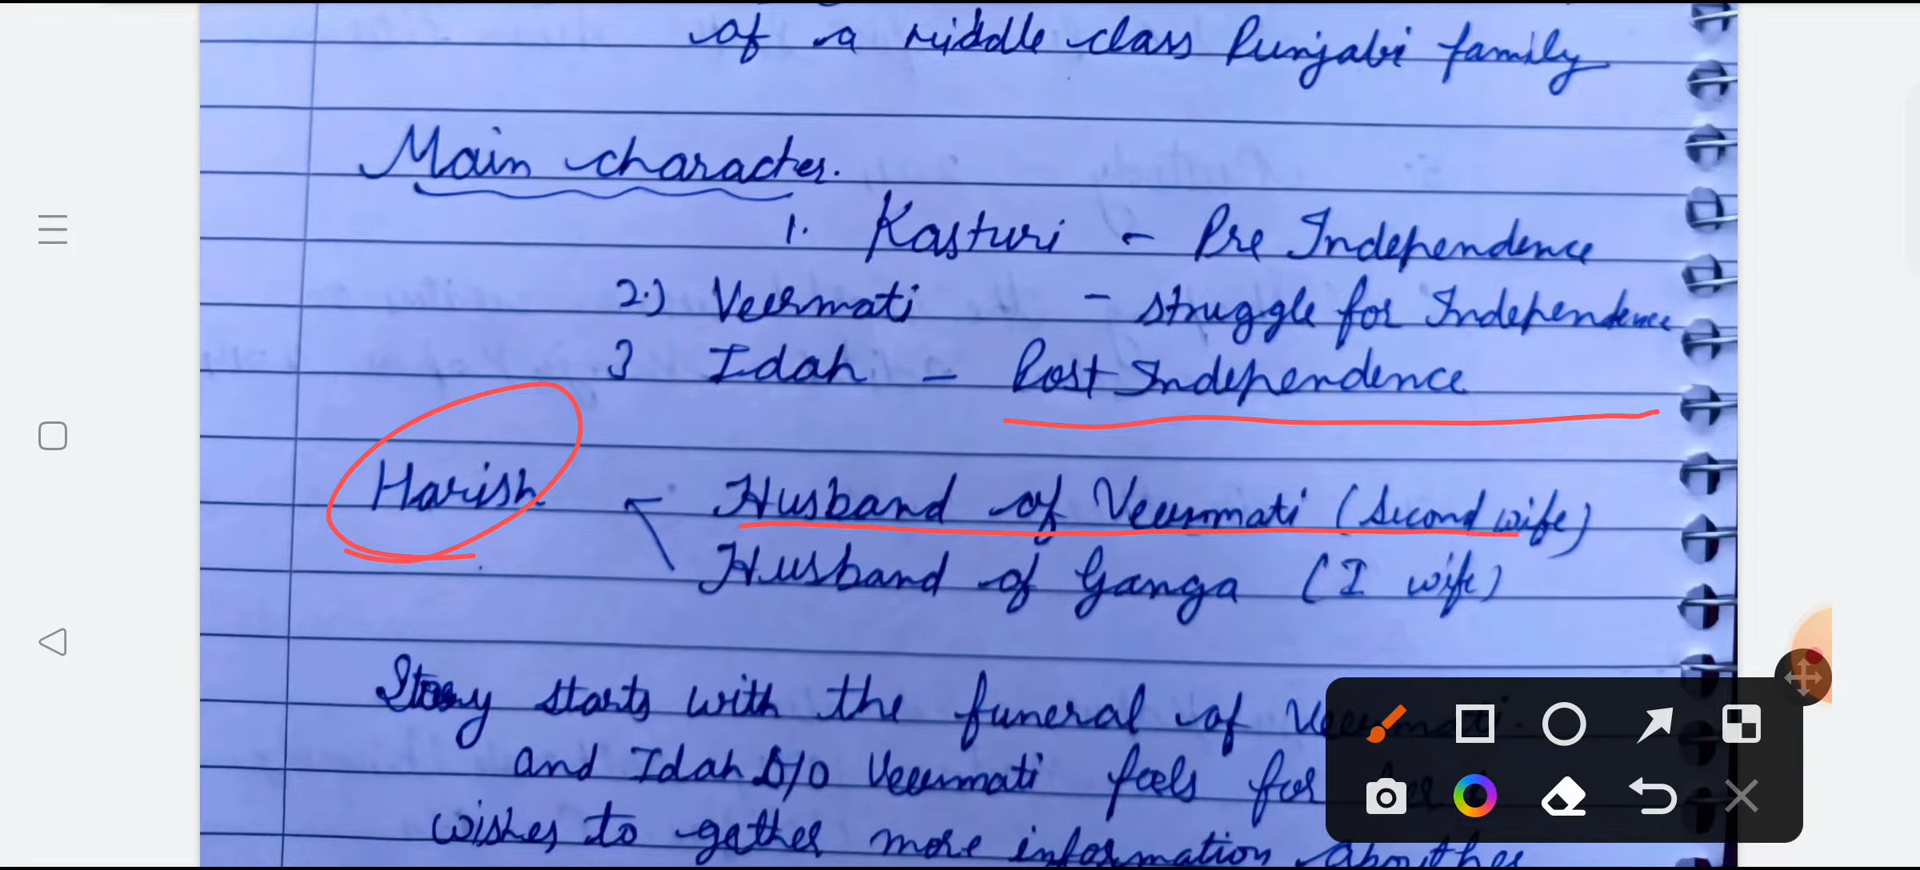 of a middle class Punjabi family
Main character.
1. Kasturi - Pre Independence
2.) Veermati - struggle for Independence
3 Idah - Post Independence
Harish Husband of Veermati (Second wife)
Husband of Ganga (I wife)
Story starts with the funeral of
and Idah D/O Veermati feels for
wishes to gather more information